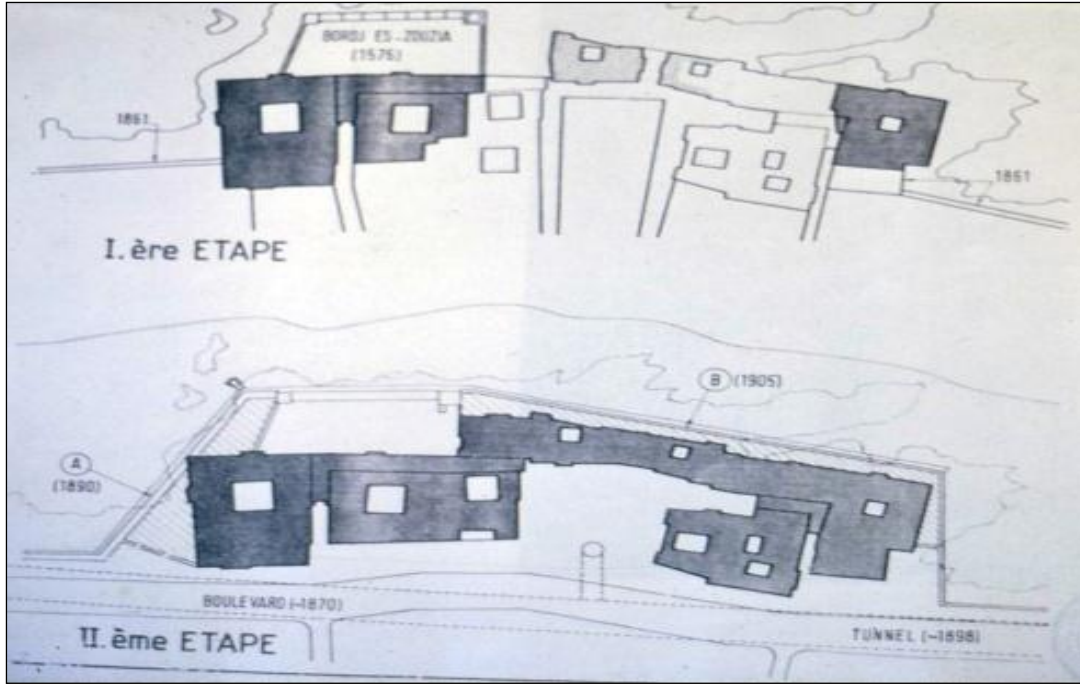 BORDJ ES-ZOUZIA
(1576)
1861
1861
I.ère ETAPE
B (1905)
A
(1890)
BOULEVARD (~1870)
TUNNEL (~1898)
II.ème ETAPE